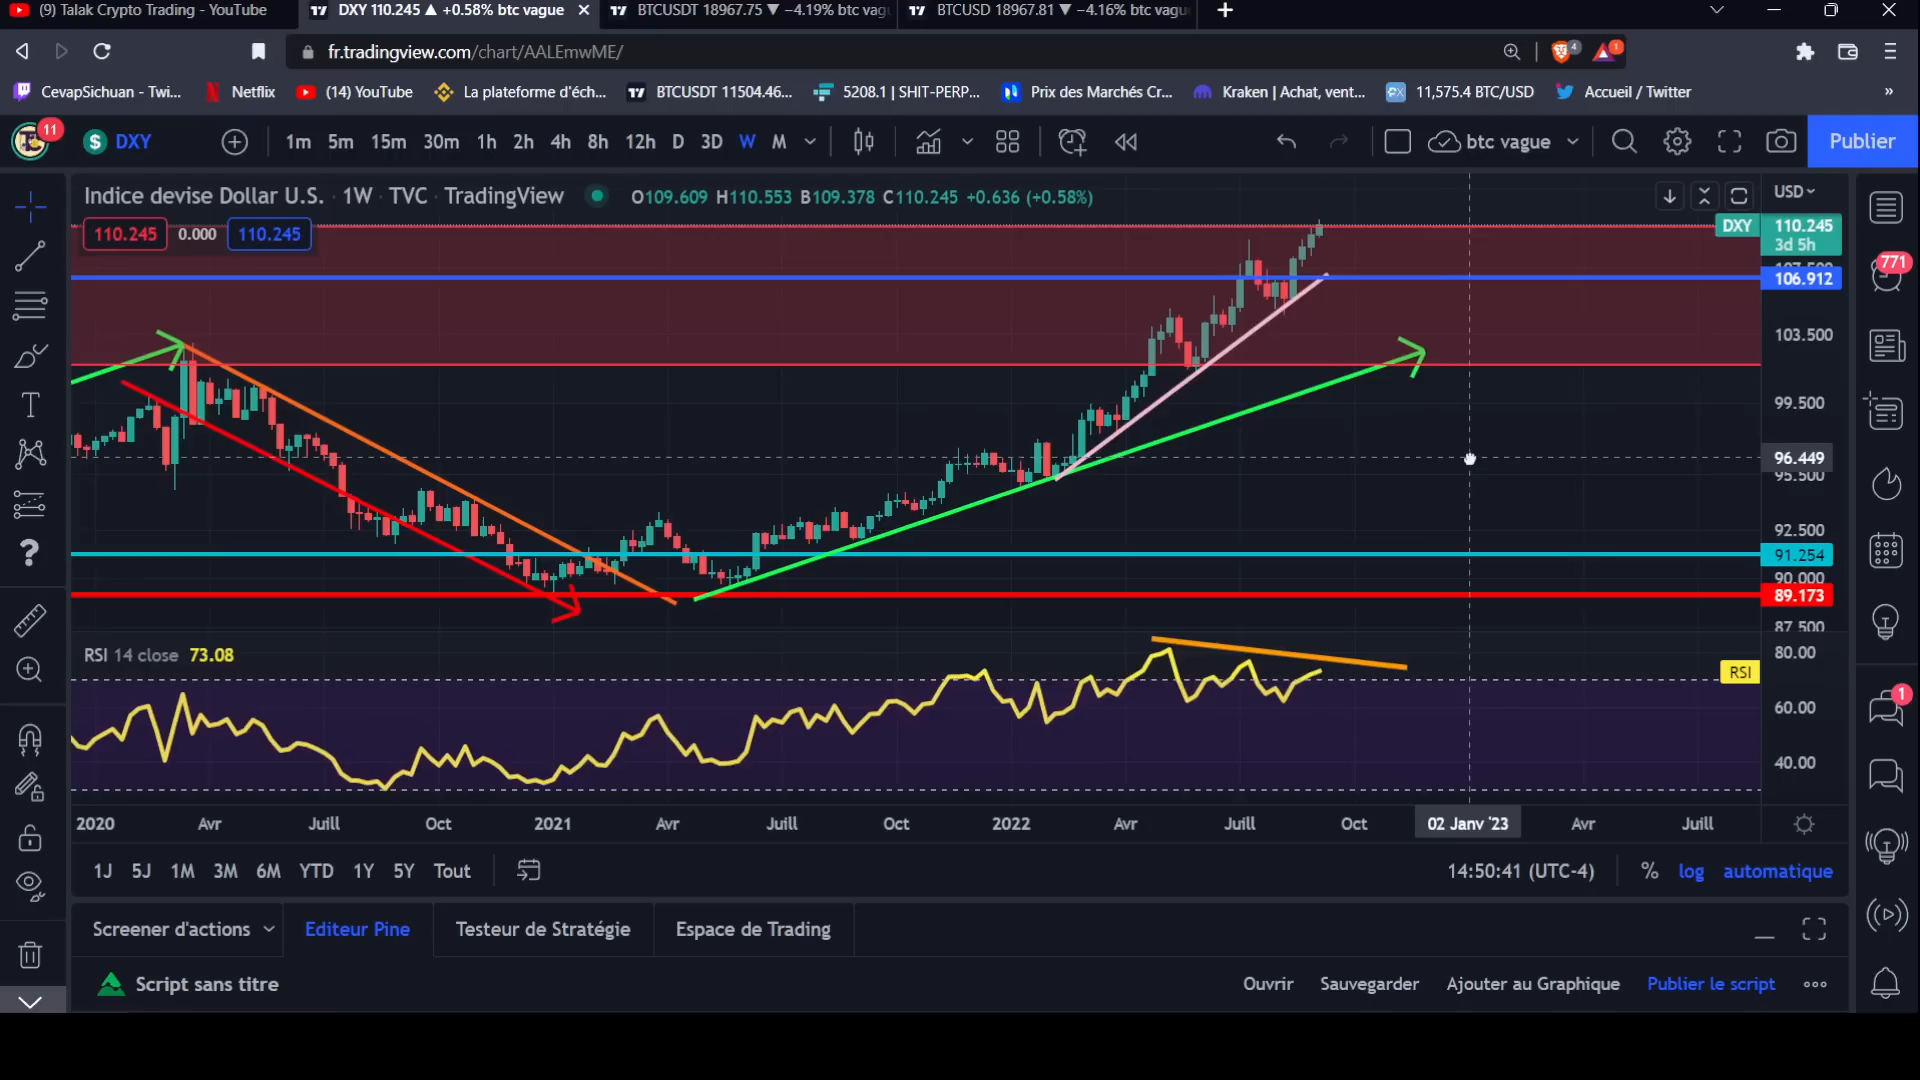 (9) Talak Crypto Trading - YouTube
DXY 110.245 ▲ +0.58% btc vague
BTCUSDT 18967.75 ▼ −4.19% btc vagu
BTCUSD 18967.81 ▼ −4.16% btc vagu
fr.tradingview.com/chart/AALEmwME/
4
1
CevapSichuan - Twi...
Netflix
(14) YouTube
La plateforme d'éch...
BTCUSDT 11504.46...
5208.1 | SHIT-PERP...
Prix des Marchés Cr...
Kraken | Achat, vent...
11,575.4 BTC/USD
Accueil / Twitter
»
11
$ DXY
1m 5m 15m 30m 1h 2h 4h 8h 12h D 3D W M
btc vague
Publier
Indice devise Dollar U.S. · 1W · TVC · TradingView
O109.609 H110.553 B109.378 C110.245 +0.636 (+0.58%)
USD
110.245 0.000 110.245
DXY 110.245
3d 5h
106.912
771
103.500
99.500
96.449
95.500
92.500
91.254
90.000
89.173
87.500
RSI 14 close 73.08
80.00
RSI
60.00
40.00
1
2020 Avr Juill Oct 2021 Avr Juill Oct 2022 Avr Juill Oct 02 Janv '23 Avr Juill
1J 5J 1M 3M 6M YTD 1Y 5Y Tout
14:50:41 (UTC-4)
% log automatique
Screener d'actions
Editeur Pine
Testeur de Stratégie
Espace de Trading
Script sans titre
Ouvrir
Sauvegarder
Ajouter au Graphique
Publier le script